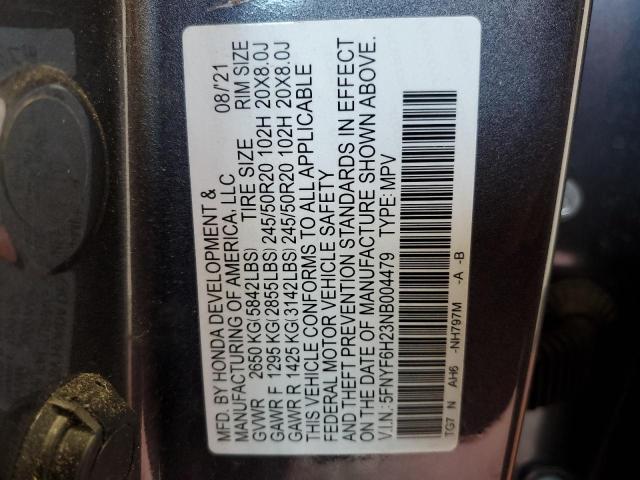 MFD. BY HONDA DEVELOPMENT &
MANUFACTURING OF AMERICA, LLC 08/'21
GVWR 2650 KG(5842LBS) TIRE SIZE RIM SIZE
GAWR F 1295 KG(2855LBS) 245/50R20 102H 20X8.0J
GAWR R 1425 KG(3142LBS) 245/50R20 102H 20X8.0J
THIS VEHICLE CONFORMS TO ALL APPLICABLE
FEDERAL MOTOR VEHICLE SAFETY
AND THEFT PREVENTION STANDARDS IN EFFECT
ON THE DATE OF MANUFACTURE SHOWN ABOVE.
V.I.N.: 5FNYF6H23NB004479 TYPE: MPV
TG7 N AH6 -NH797M -A -B